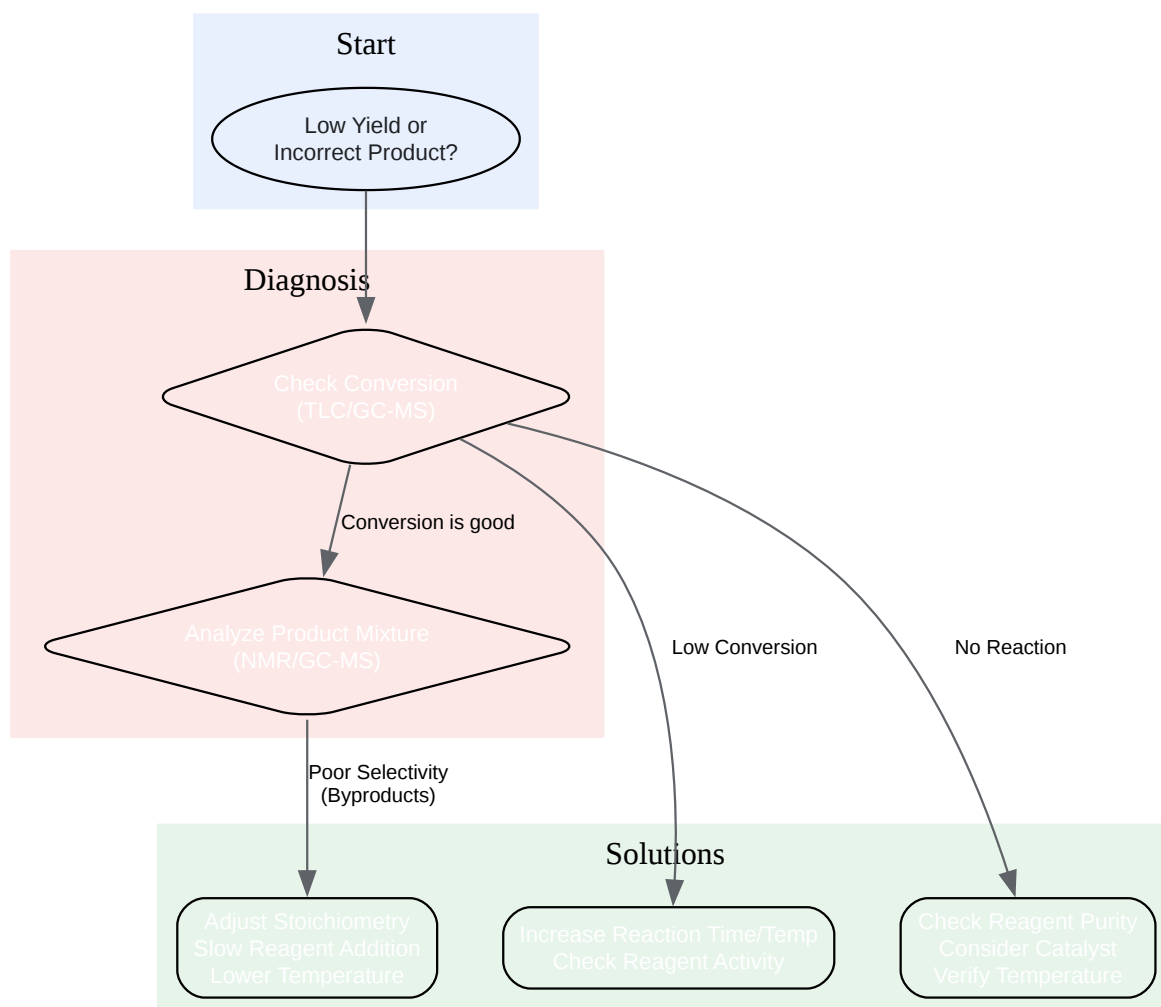 Start
Low Yield or
Incorrect Product?
Diagnosis
Check Conversion
(TLC/GC-MS)
Conversion is good
Analyze Product Mixture
(NMR/GC-MS)
Low Conversion
No Reaction
Poor Selectivity
(Byproducts)
Solutions
Adjust Stoichiometry
Slow Reagent Addition
Lower Temperature
Increase Reaction Time/Temp
Check Reagent Activity
Check Reagent Purity
Consider Catalyst
Verify Temperature